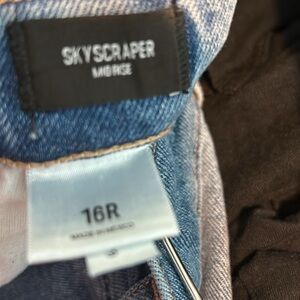 SKYSCRAPER
MID RISE
16R
MADE IN MEXICO